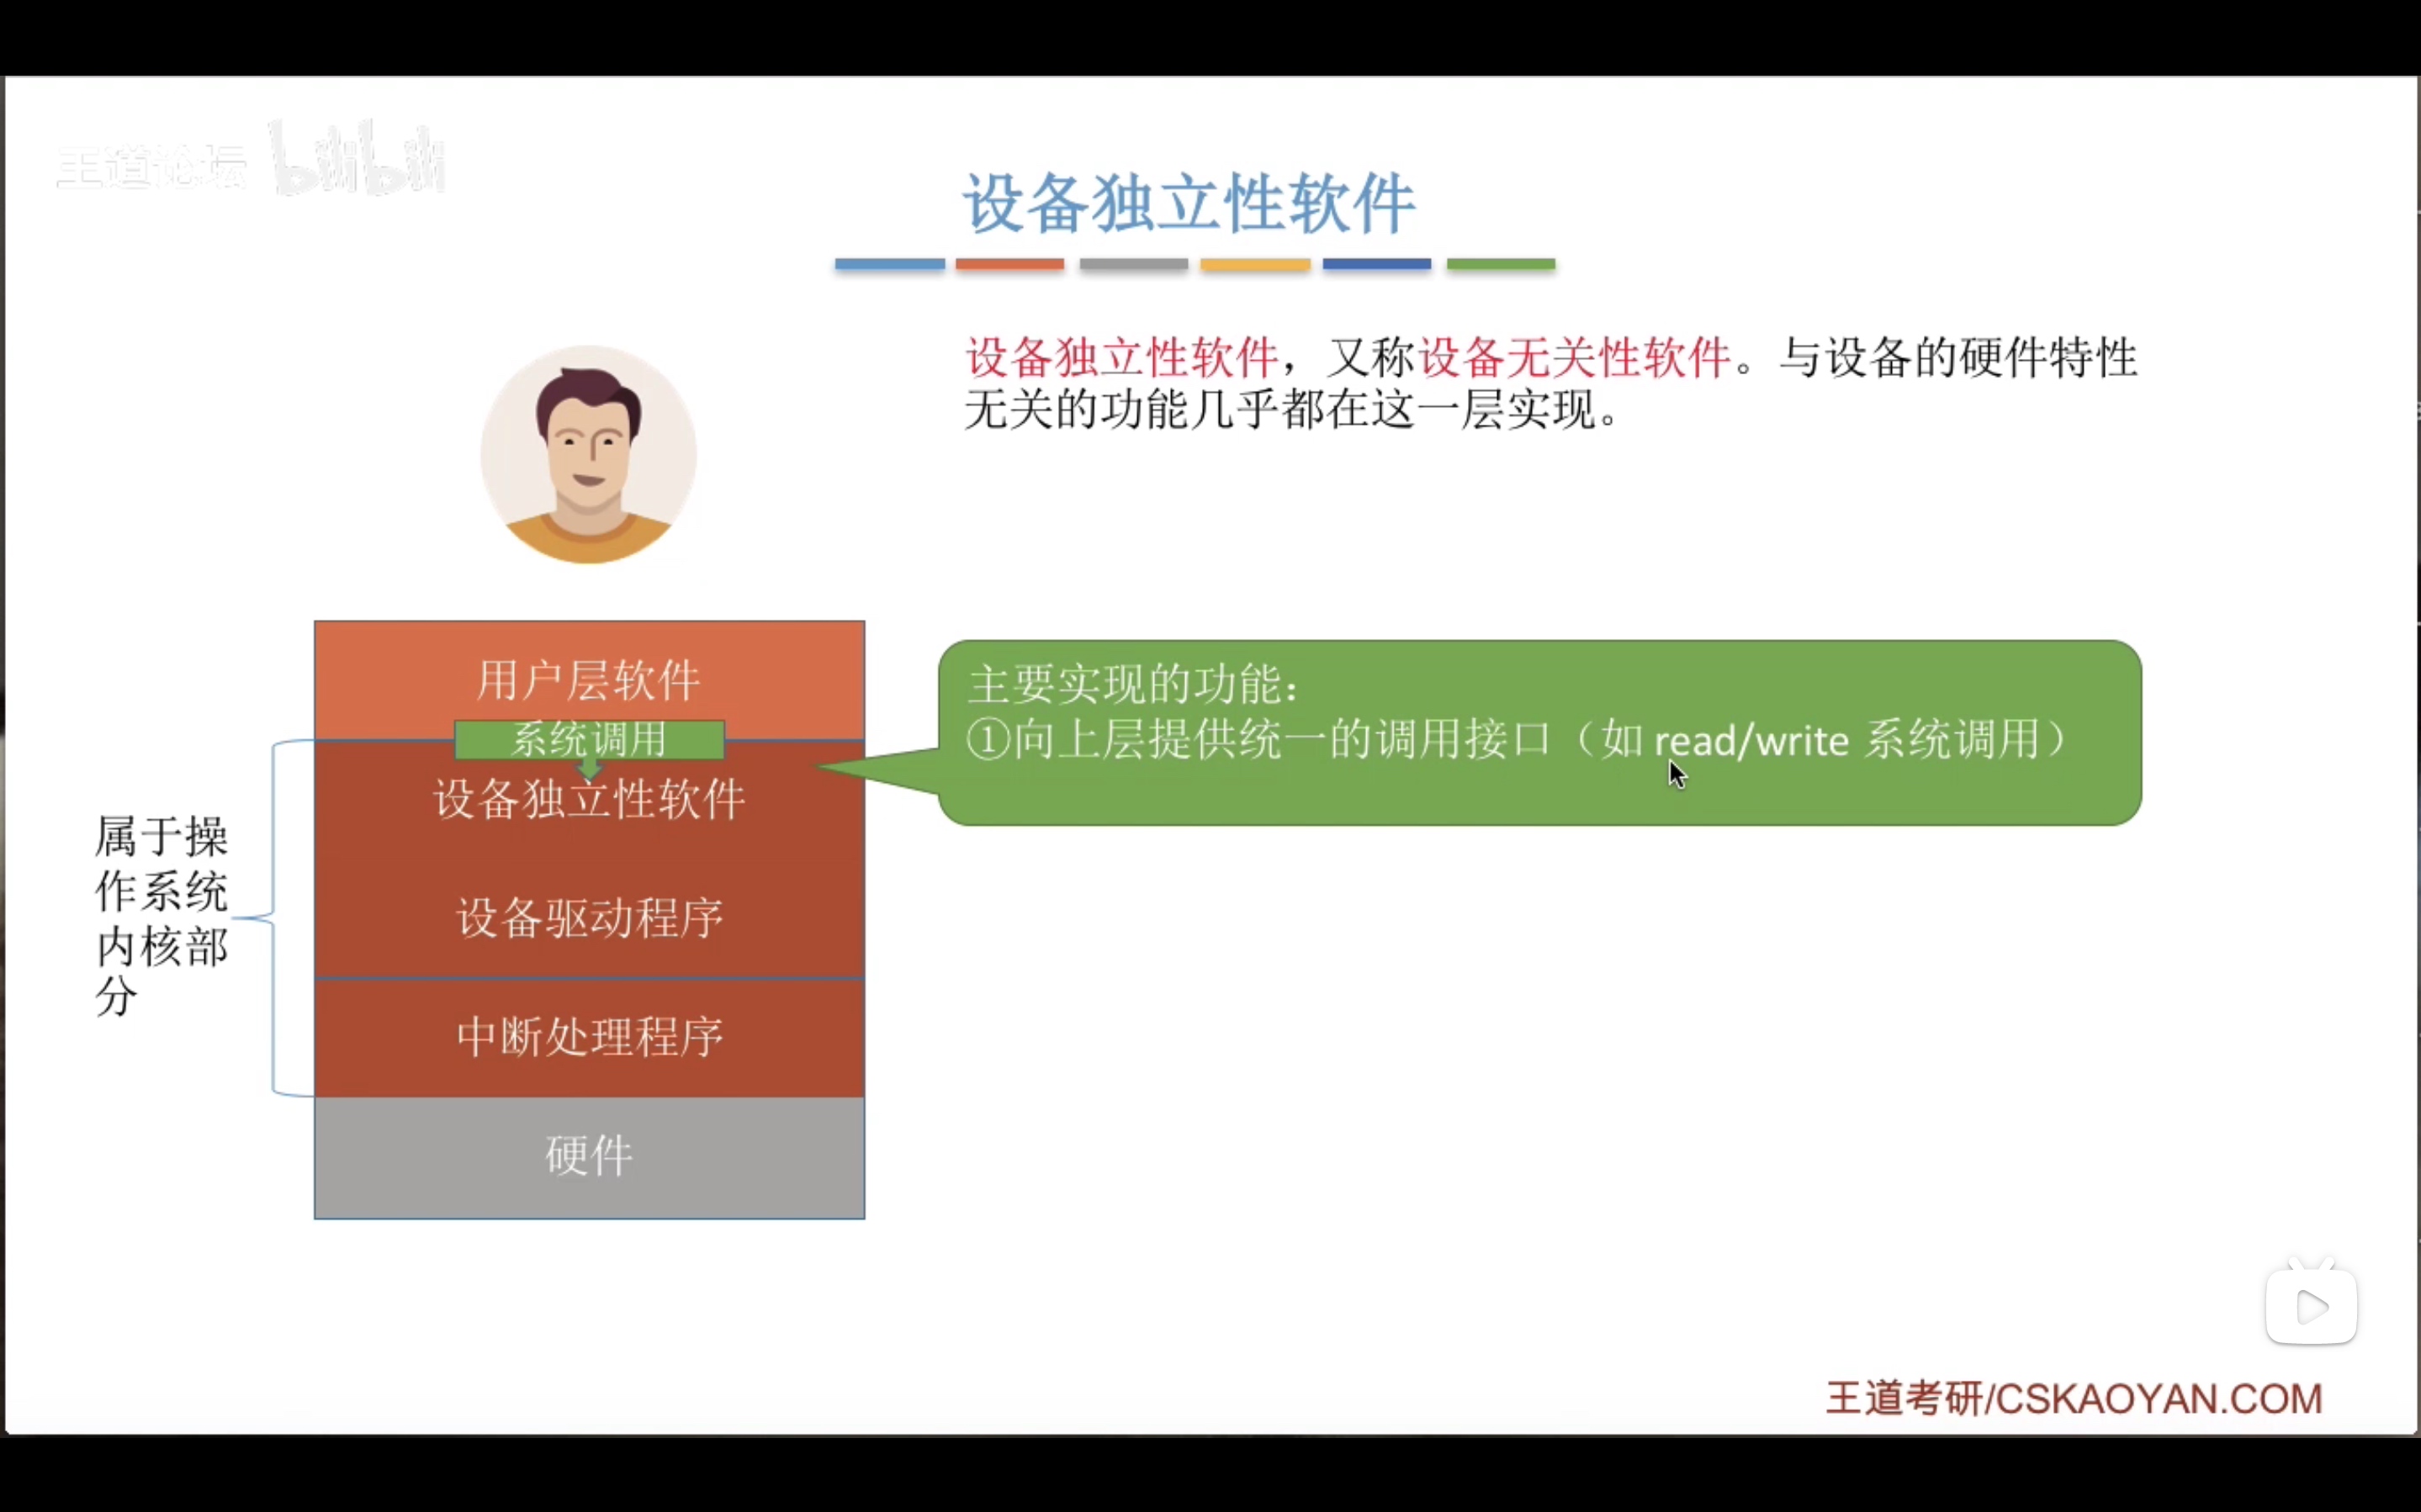 王道论坛 bilibili
设备独立性软件
设备独立性软件，又称设备无关性软件。与设备的硬件特性
无关的功能几乎都在这一层实现。
用户层软件
系统调用
设备独立性软件
设备驱动程序
中断处理程序
硬件
属于操
作系统
内核部
分
主要实现的功能：
①向上层提供统一的调用接口（如 read/write 系统调用）
王道考研/CSKAOYAN.COM